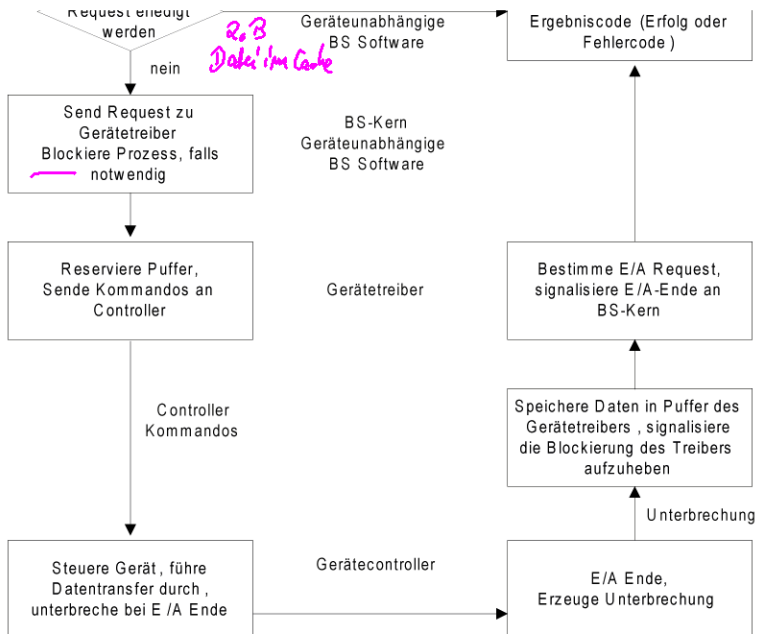 Request erledigt
werden
z.B
Datei im Cache
Geräteunabhängige
BS Software
Ergebniscode (Erfolg oder
Fehlercode )
nein
Send Request zu
Gerätetreiber
Blockiere Prozess, falls
notwendig
BS-Kern
Geräteunabhängige
BS Software
Reserviere Puffer,
Sende Kommandos an
Controller
Gerätetreiber
Bestimme E/A Request,
signalisiere E/A-Ende an
BS-Kern
Controller
Kommandos
Speichere Daten in Puffer des
Gerätetreibers , signalisiere
die Blockierung des Treibers
aufzuheben
Unterbrechung
Steuere Gerät , führe
Datentransfer durch ,
unterbreche bei E /A Ende
Gerätecontroller
E/A Ende,
Erzeuge Unterbrechung